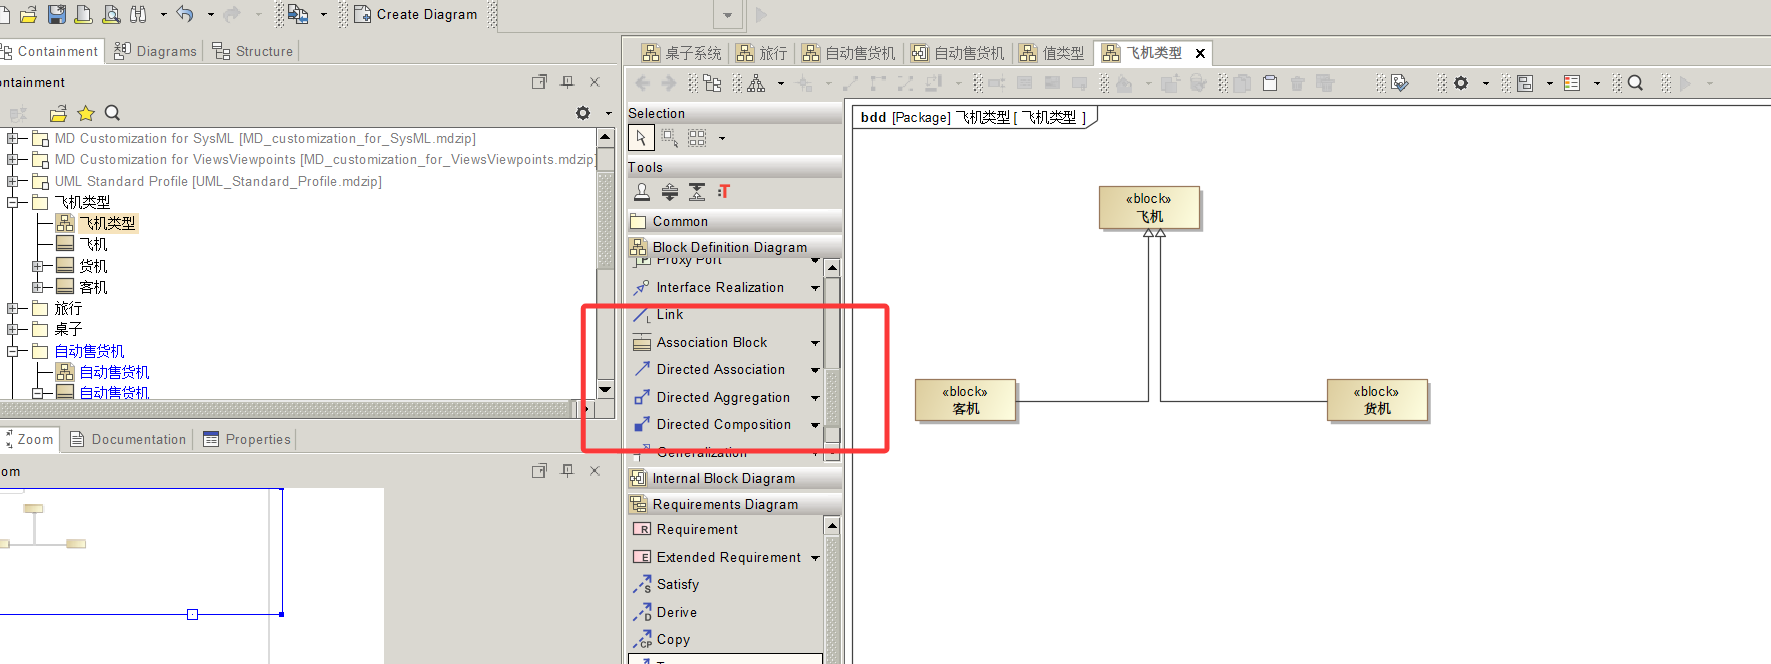 Create Diagram
Containment
Diagrams
Structure
ontainment
MD Customization for SysML [MD_customization_for_SysML.mdzip]
MD Customization for ViewsViewpoints [MD_customization_for_ViewsViewpoints.mdzip]
UML Standard Profile [UML_Standard_Profile.mdzip]
飞机类型
飞机类型
飞机
货机
客机
旅行
桌子
自动售货机
自动售货机
自动售货机
Zoom
Documentation
Properties
om
桌子系统
旅行
自动售货机
自动售货机
值类型
飞机类型
Selection
Tools
Common
Block Definition Diagram
Proxy Port
Interface Realization
Link
Association Block
Directed Association
Directed Aggregation
Directed Composition
Generalization
Internal Block Diagram
Requirements Diagram
Requirement
Extended Requirement
Satisfy
Derive
Copy
bdd [Package] 飞机类型 [ 飞机类型 ]
«block»
飞机
«block»
客机
«block»
货机